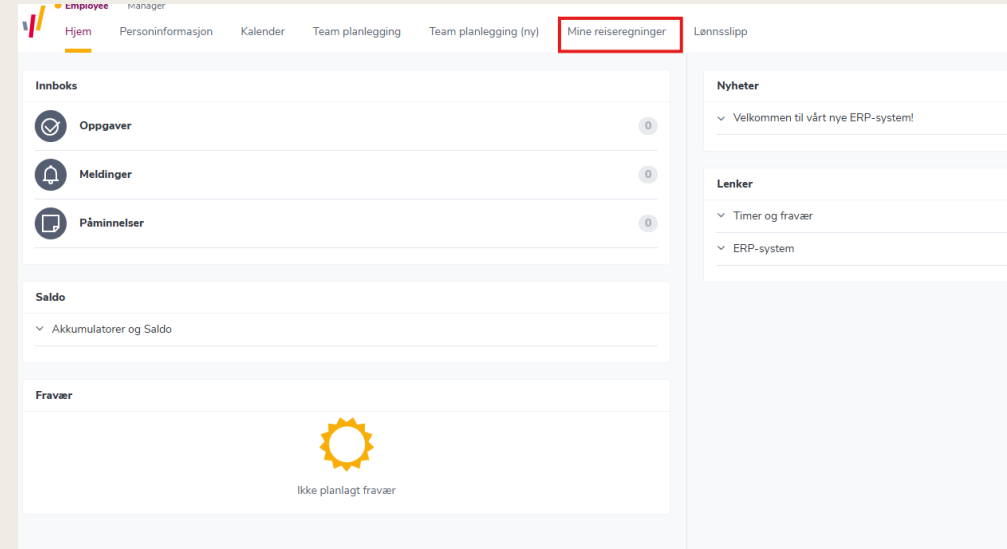 Employee Manager
Hjem Personinformasjon Kalender Team planlegging Team planlegging (ny) Mine reiseregninger Lønnsslipp
Innboks
Oppgaver 0
Meldinger 0
Påminnelser 0
Saldo
Akkumulatorer og Saldo
Fravær
Ikke planlagt fravær
Nyheter
Velkommen til vårt nye ERP-system!
Lenker
Timer og fravær
ERP-system